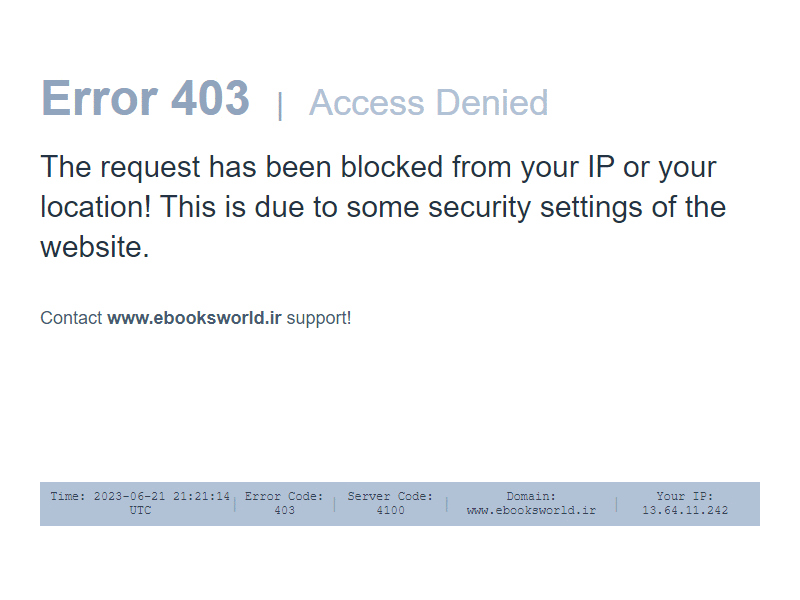 Error 403 | Access Denied
The request has been blocked from your IP or your
location! This is due to some security settings of the
website.
Contact www.ebooksworld.ir support!
Time: 2023-06-21 21:21:14 UTC | Error Code: 403 | Server Code: 4100 | Domain: www.ebooksworld.ir | Your IP: 13.64.11.242